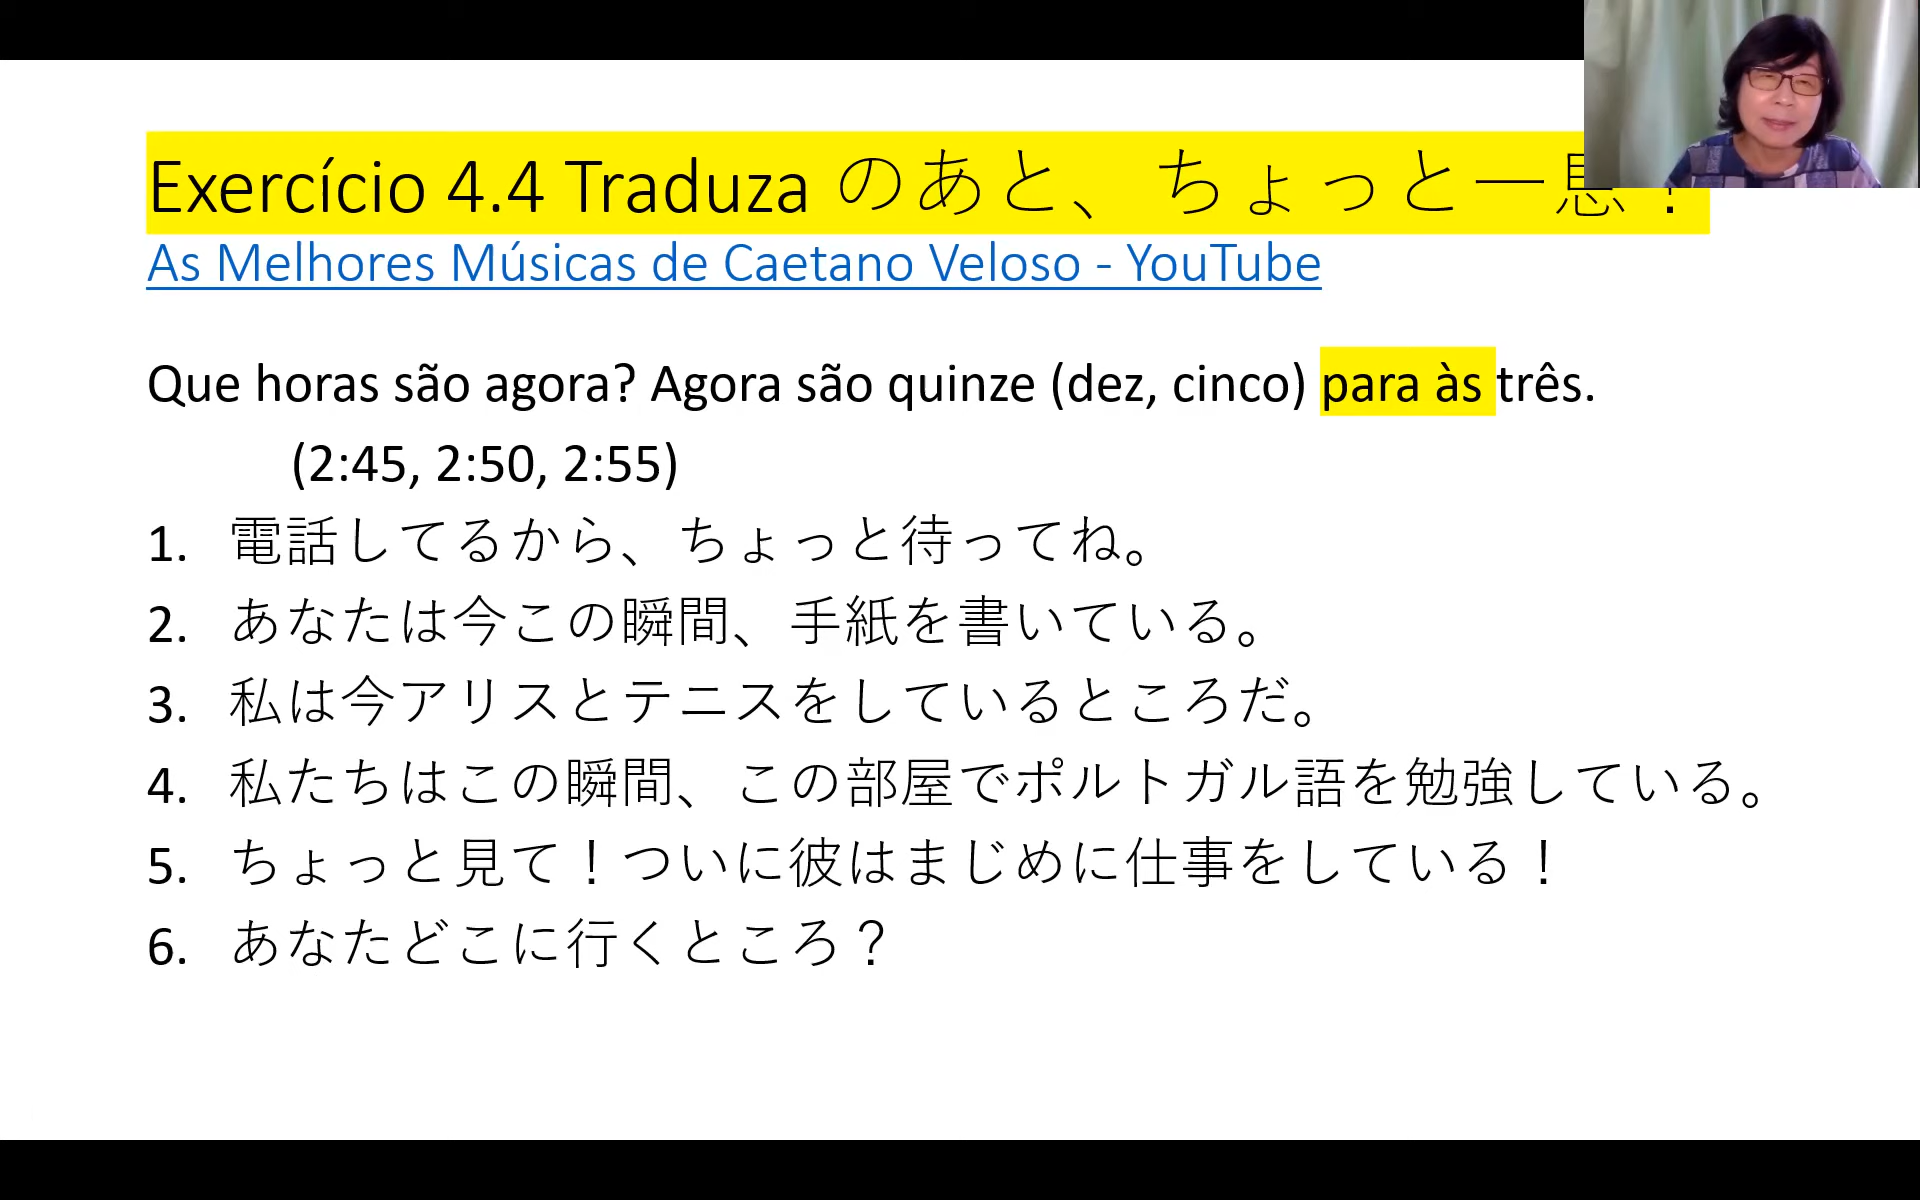 Exercício 4.4 Traduza のあと、ちょっと一息！
As Melhores Músicas de Caetano Veloso - YouTube
Que horas são agora? Agora são quinze (dez, cinco) para às três.
(2:45, 2:50, 2:55)
1. 電話してるから、ちょっと待ってね。
2. あなたは今この瞬間、手紙を書いている。
3. 私は今アリスとテニスをしているところだ。
4. 私たちはこの瞬間、この部屋でポルトガル語を勉強している。
5. ちょっと見て！ついに彼はまじめに仕事をしている！
6. あなたどこに行くところ？